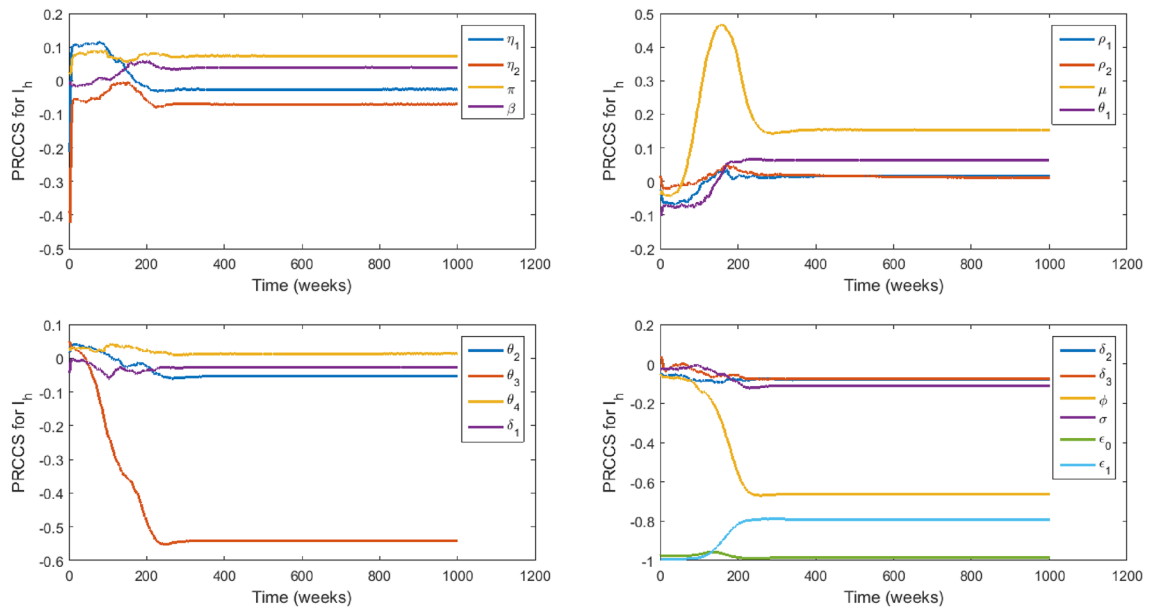 PRCCS for I_h
0.2
0.1
0
-0.1
-0.2
-0.3
-0.4
-0.5
0 200 400 600 800 1000 1200
Time (weeks)
η_1
η_2
π
β
PRCCS for I_h
0.5
0.4
0.3
0.2
0.1
0
-0.1
-0.2
0 200 400 600 800 1000 1200
Time (weeks)
ρ_1
ρ_2
μ
θ_1
PRCCS for I_h
0.1
0
-0.1
-0.2
-0.3
-0.4
-0.5
-0.6
0 200 400 600 800 1000 1200
Time (weeks)
θ_2
θ_3
θ_4
δ_1
PRCCS for I_h
0.2
0
-0.2
-0.4
-0.6
-0.8
-1
0 200 400 600 800 1000 1200
Time (weeks)
δ_2
δ_3
ϕ
σ
ϵ_0
ϵ_1